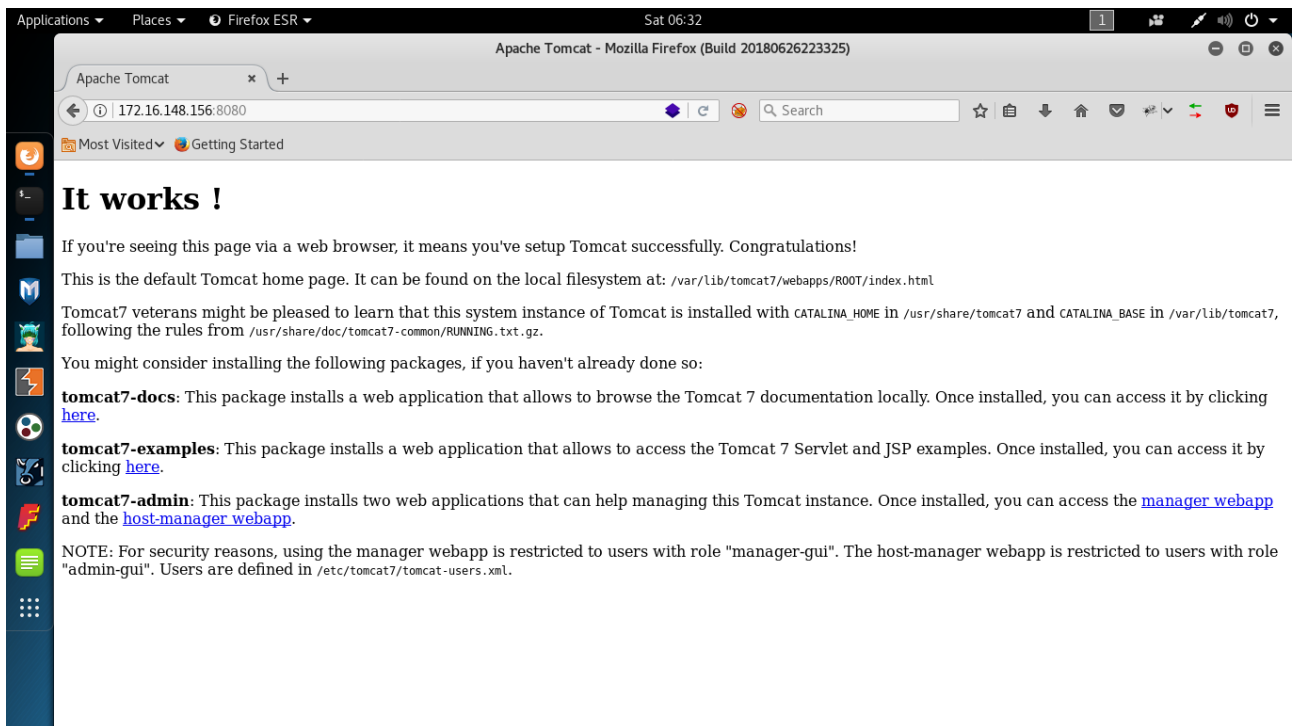 Applications Places Firefox ESR Sat 06:32 1
Apache Tomcat - Mozilla Firefox (Build 20180626223325)
Apache Tomcat
172.16.148.156:8080 Search
Most Visited Getting Started
It works !
If you're seeing this page via a web browser, it means you've setup Tomcat successfully. Congratulations!
This is the default Tomcat home page. It can be found on the local filesystem at: /var/lib/tomcat7/webapps/ROOT/index.html
Tomcat7 veterans might be pleased to learn that this system instance of Tomcat is installed with CATALINA_HOME in /usr/share/tomcat7 and CATALINA_BASE in /var/lib/tomcat7,
following the rules from /usr/share/doc/tomcat7-common/RUNNING.txt.gz.
You might consider installing the following packages, if you haven't already done so:
tomcat7-docs: This package installs a web application that allows to browse the Tomcat 7 documentation locally. Once installed, you can access it by clicking
here.
tomcat7-examples: This package installs a web application that allows to access the Tomcat 7 Servlet and JSP examples. Once installed, you can access it by
clicking here.
tomcat7-admin: This package installs two web applications that can help managing this Tomcat instance. Once installed, you can access the manager webapp
and the host-manager webapp.
NOTE: For security reasons, using the manager webapp is restricted to users with role "manager-gui". The host-manager webapp is restricted to users with role
"admin-gui". Users are defined in /etc/tomcat7/tomcat-users.xml.